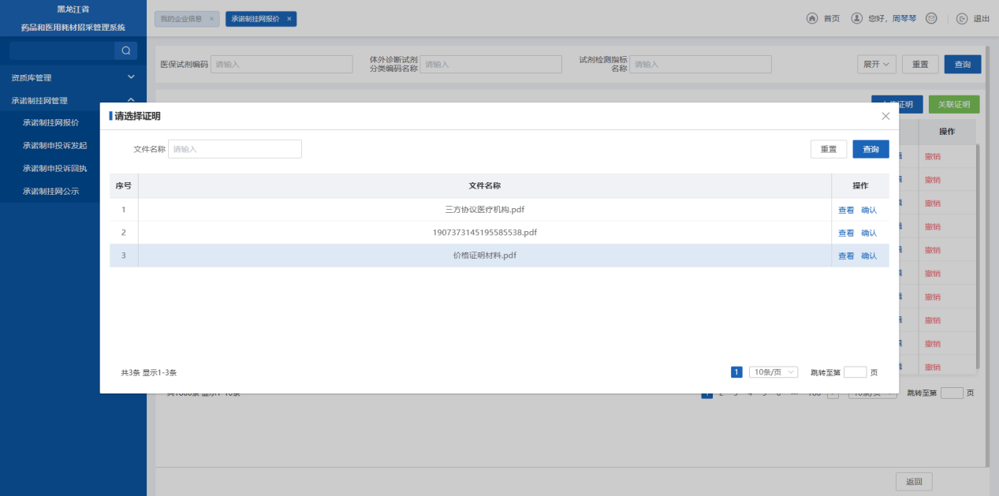 黑龙江省
药品和医用耗材招采管理系统
我的企业信息 ×
承诺制挂网报价 ×
首页
您好，周琴琴
退出
资质库管理
承诺制挂网管理
承诺制挂网报价
承诺制申投诉发起
承诺制申投诉回执
承诺制挂网公示
医保试剂编码 请输入
体外诊断试剂
分类编码名称 请输入
试剂检测指标
名称 请输入
展开
重置
查询
证明
关联证明
操作
撤销
撤销
撤销
撤销
撤销
撤销
撤销
撤销
撤销
撤销
请选择证明
文件名称 请输入
重置
查询
序号 文件名称 操作
1 三方协议医疗机构.pdf 查看 确认
2 1907373145195585538.pdf 查看 确认
3 价格证明材料.pdf 查看 确认
共3条 显示1-3条
1 10条/页 跳转至第 页
跳转至第 页
返回